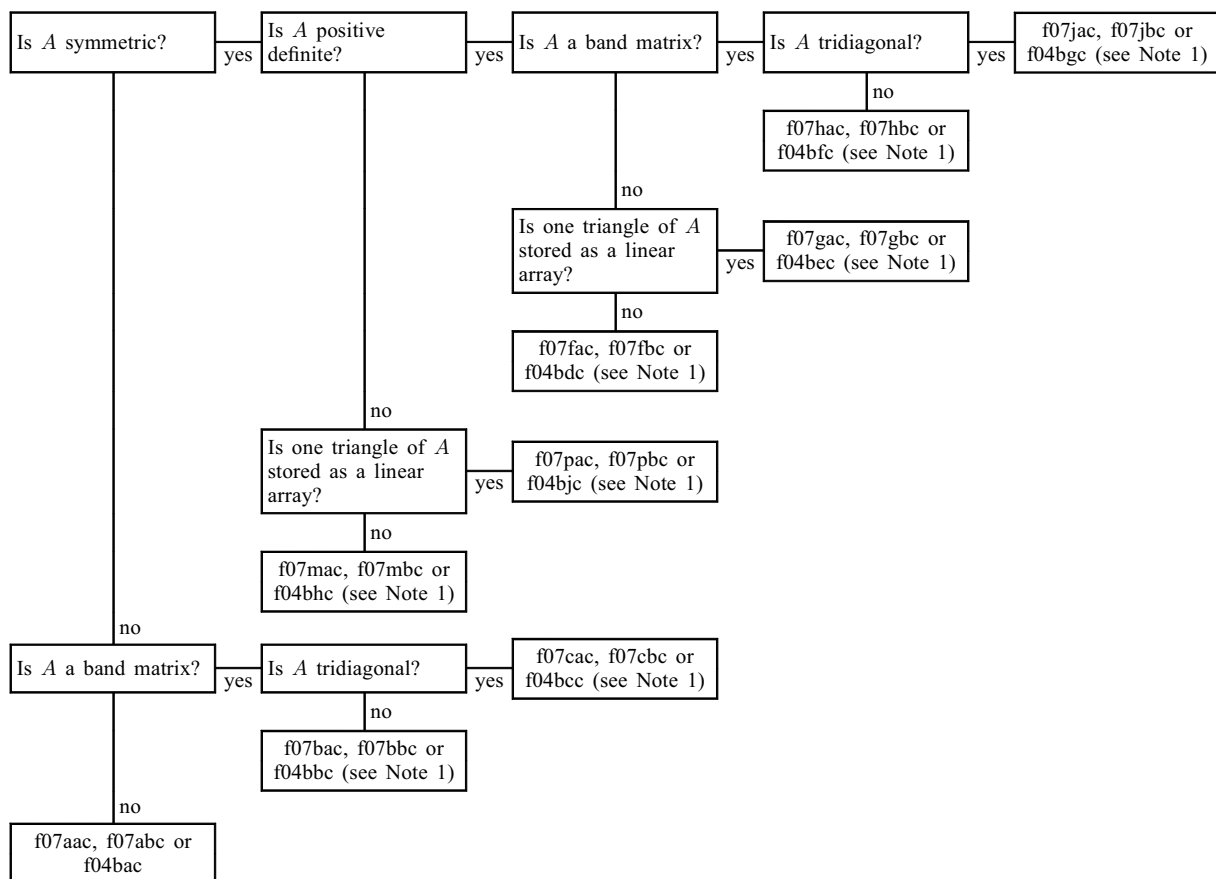 Is A symmetric?
yes
Is A positive
definite?
yes
Is A a band matrix?
yes
Is A tridiagonal?
yes
f07jac, f07jbc or
f04bgc (see Note 1)
no
f07hac, f07hbc or
f04bfc (see Note 1)
no
Is one triangle of A
stored as a linear
array?
yes
f07gac, f07gbc or
f04bec (see Note 1)
no
f07fac, f07fbc or
f04bdc (see Note 1)
no
Is one triangle of A
stored as a linear
array?
yes
f07pac, f07pbc or
f04bjc (see Note 1)
no
f07mac, f07mbc or
f04bhc (see Note 1)
no
Is A a band matrix?
yes
Is A tridiagonal?
yes
f07cac, f07cbc or
f04bcc (see Note 1)
no
f07bac, f07bbc or
f04bbc (see Note 1)
no
f07aac, f07abc or
f04bac